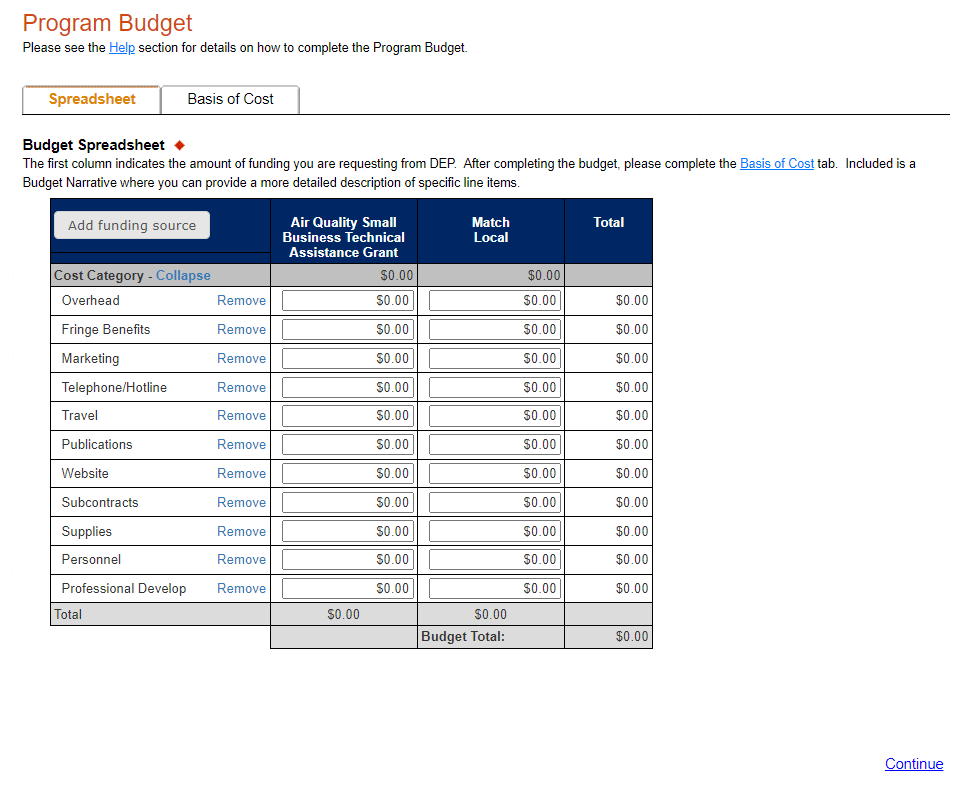 Program Budget
Please see the Help section for details on how to complete the Program Budget.
Spreadsheet Basis of Cost
Budget Spreadsheet
The first column indicates the amount of funding you are requesting from DEP. After completing the budget, please complete the Basis of Cost tab. Included is a
Budget Narrative where you can provide a more detailed description of specific line items.
Add funding source
Air Quality Small
Business Technical
Assistance Grant
Match
Local
Total
Cost Category - Collapse $0.00 $0.00
Overhead Remove $0.00 $0.00 $0.00
Fringe Benefits Remove $0.00 $0.00 $0.00
Marketing Remove $0.00 $0.00 $0.00
Telephone/Hotline Remove $0.00 $0.00 $0.00
Travel Remove $0.00 $0.00 $0.00
Publications Remove $0.00 $0.00 $0.00
Website Remove $0.00 $0.00 $0.00
Subcontracts Remove $0.00 $0.00 $0.00
Supplies Remove $0.00 $0.00 $0.00
Personnel Remove $0.00 $0.00 $0.00
Professional Develop Remove $0.00 $0.00 $0.00
Total $0.00 $0.00
Budget Total: $0.00
Continue